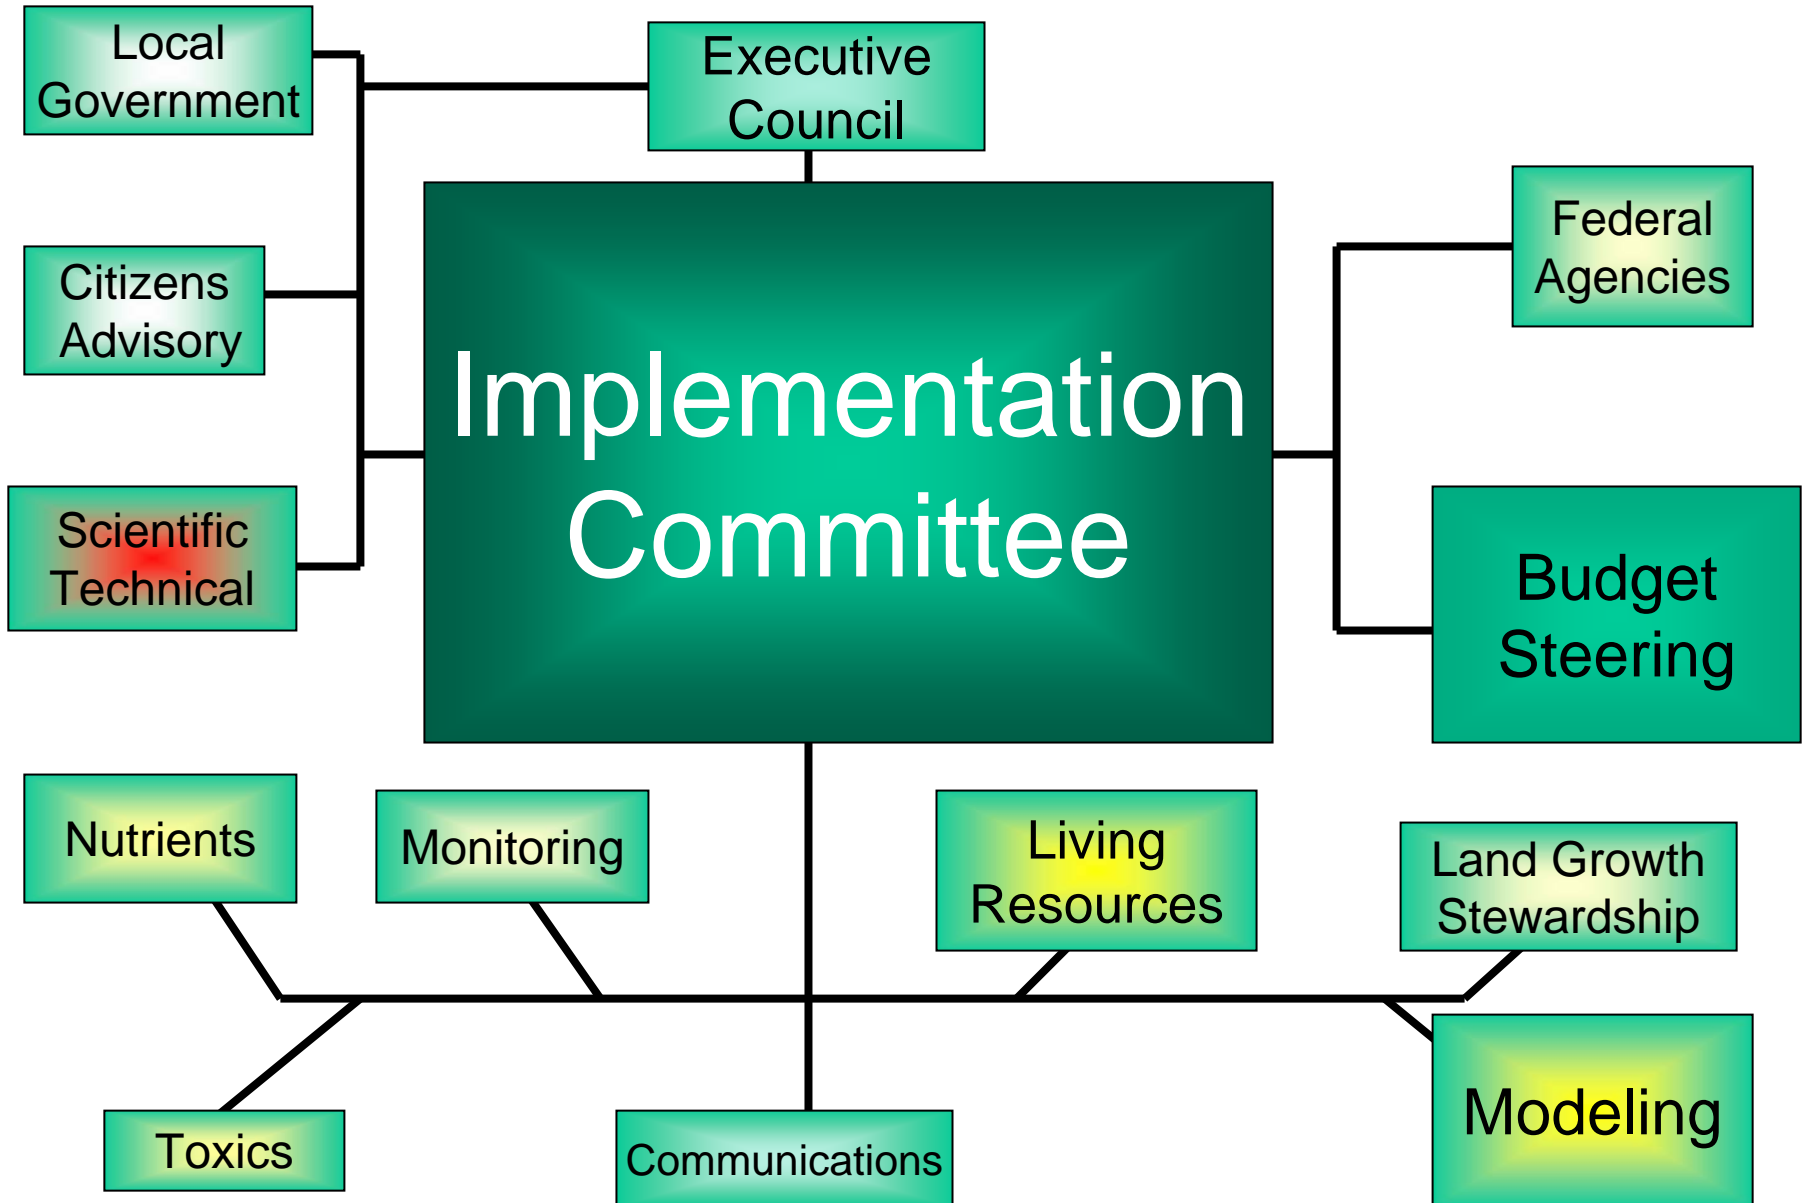 Local
Government
Executive
Council
Federal
Agencies
Citizens
Advisory
Implementation
Committee
Scientific
Technical
Budget
Steering
Nutrients
Monitoring
Living
Resources
Land Growth
Stewardship
Toxics
Communications
Modeling